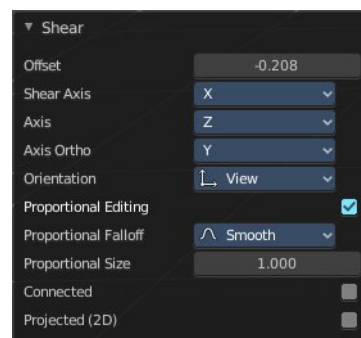 Shear
Offset -0.208
Shear Axis X
Axis Z
Axis Ortho Y
Orientation View
Proportional Editing
Proportional Falloff Smooth
Proportional Size 1.000
Connected
Projected (2D)